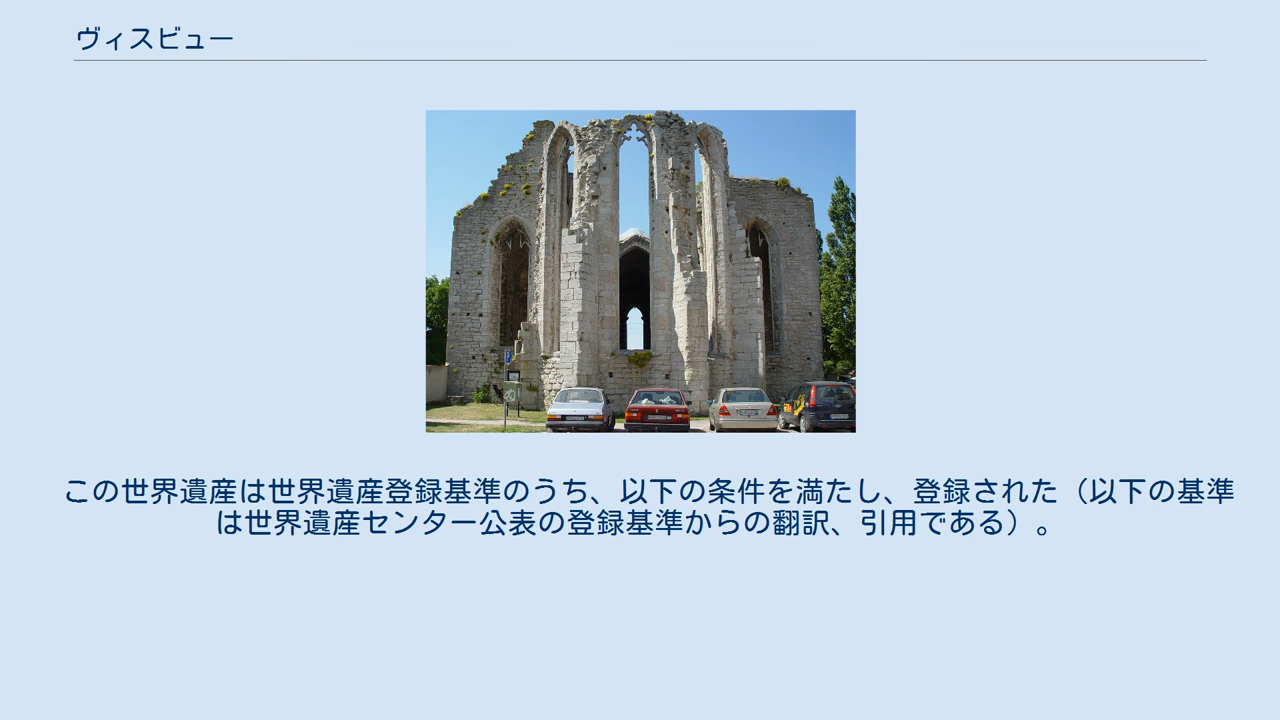 ヴィスビュー
この世界遺産は世界遺産登録基準のうち、以下の条件を満たし、登録された（以下の基準
は世界遺産センター公表の登録基準からの翻訳、引用である）。